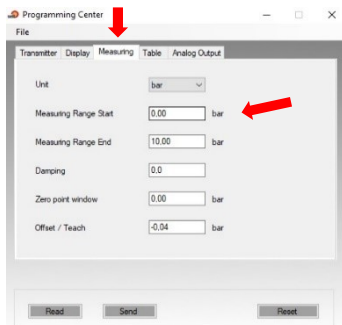 Programming Center
File
Transmitter Display Measuring Table Analog Output
Unit bar
Measuring Range Start 0,00 bar
Measuring Range End 10,00 bar
Damping 0,0
Zero point window 0,00 bar
Offset / Teach -0,04 bar
Read Send Reset